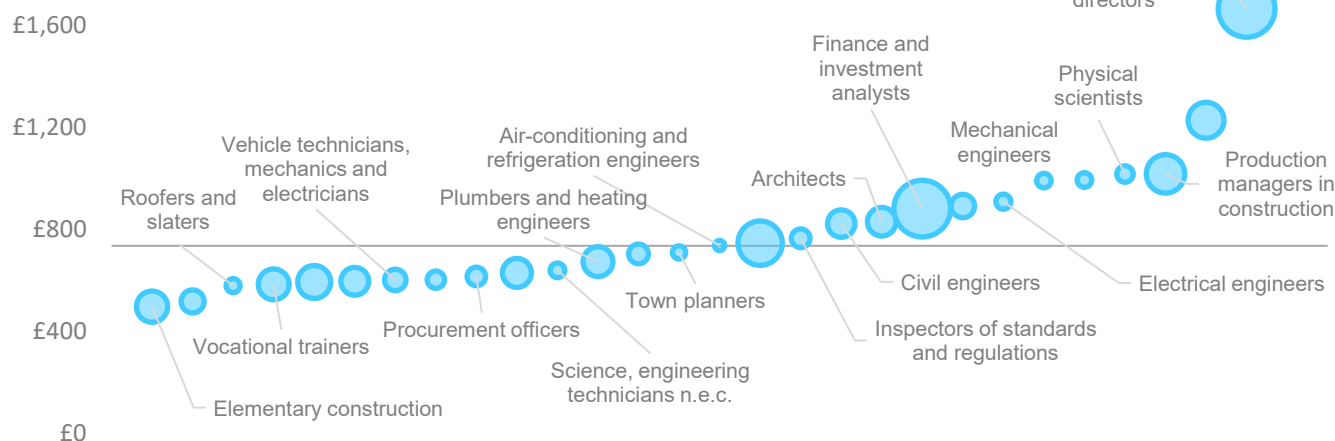 directors
£1,600
Finance and
investment
analysts
Physical
scientists
£1,200
Air-conditioning and
refrigeration engineers
Mechanical
engineers
Vehicle technicians,
mechanics and
electricians
Production
managers in
construction
Architects
Roofers and
slaters
Plumbers and heating
engineers
£800
Civil engineers
Electrical engineers
Town planners
£400
Procurement officers
Inspectors of standards
and regulations
Vocational trainers
Science, engineering
technicians n.e.c.
Elementary construction
£0